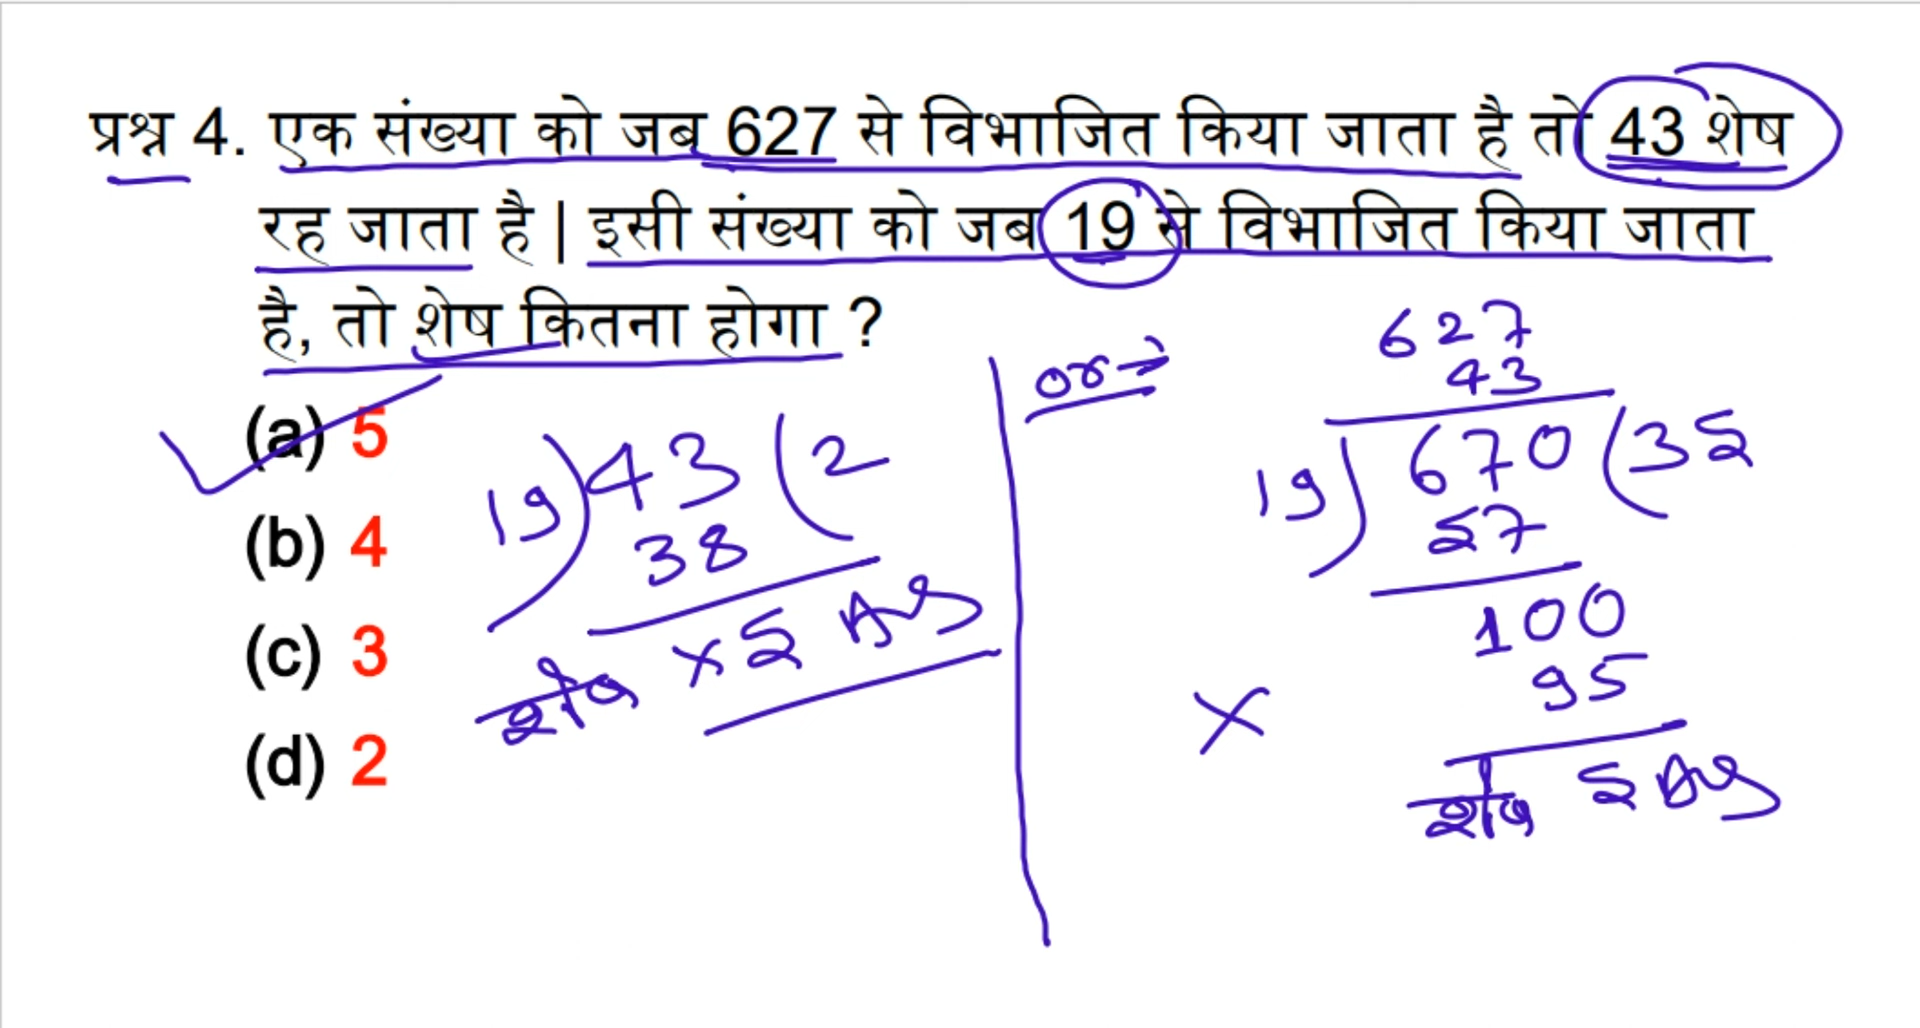 प्रश्न 4. एक संख्या को जब 627 से विभाजित किया जाता है तो 43 शेष
रह जाता है | इसी संख्या को जब 19 से विभाजित किया जाता
है, तो शेष कितना होगा ?
(a) 5
(b) 4
(c) 3
(d) 2
19)43(2
38
शेष ×5 Ans
or→
627
43
19)670(35
57
100
95
×
शेष 5 Ans